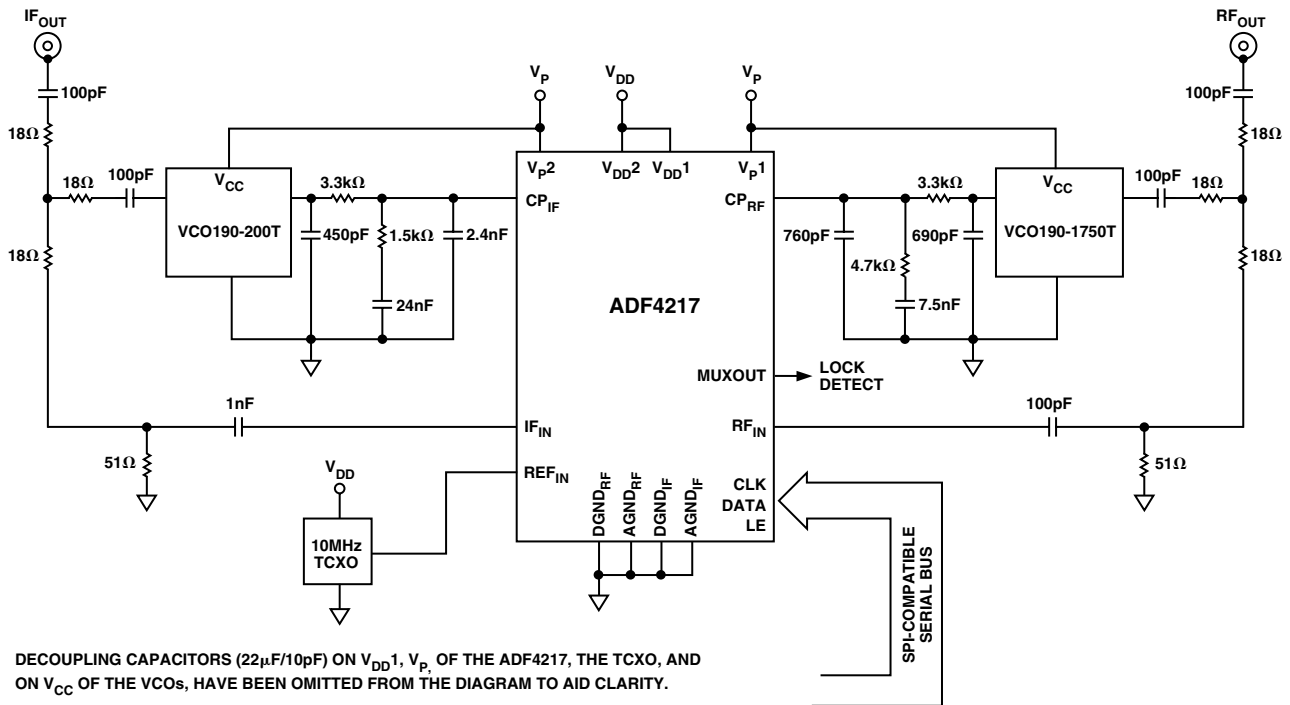 IFOUT
RFOUT
VP
VDD
VP
100pF
100pF
18Ω
18Ω
VP2
VDD2
VDD1
VP1
18Ω
100pF
VCC
3.3kΩ
CPIF
CPRF
3.3kΩ
VCC
100pF
18Ω
VCO190-200T
450pF
1.5kΩ
2.4nF
760pF
690pF
VCO190-1750T
18Ω
18Ω
4.7kΩ
24nF
ADF4217
7.5nF
MUXOUT
LOCK
DETECT
1nF
100pF
IFIN
RFIN
51Ω
51Ω
VDD
REFIN
DGNDRF
AGNDRF
DGNDIF
AGNDIF
CLK
DATA
LE
10MHz
TCXO
SPI-COMPATIBLE
SERIAL BUS
DECOUPLING CAPACITORS (22μF/10pF) ON VDD1, VP, OF THE ADF4217, THE TCXO, AND
ON VCC OF THE VCOs, HAVE BEEN OMITTED FROM THE DIAGRAM TO AID CLARITY.